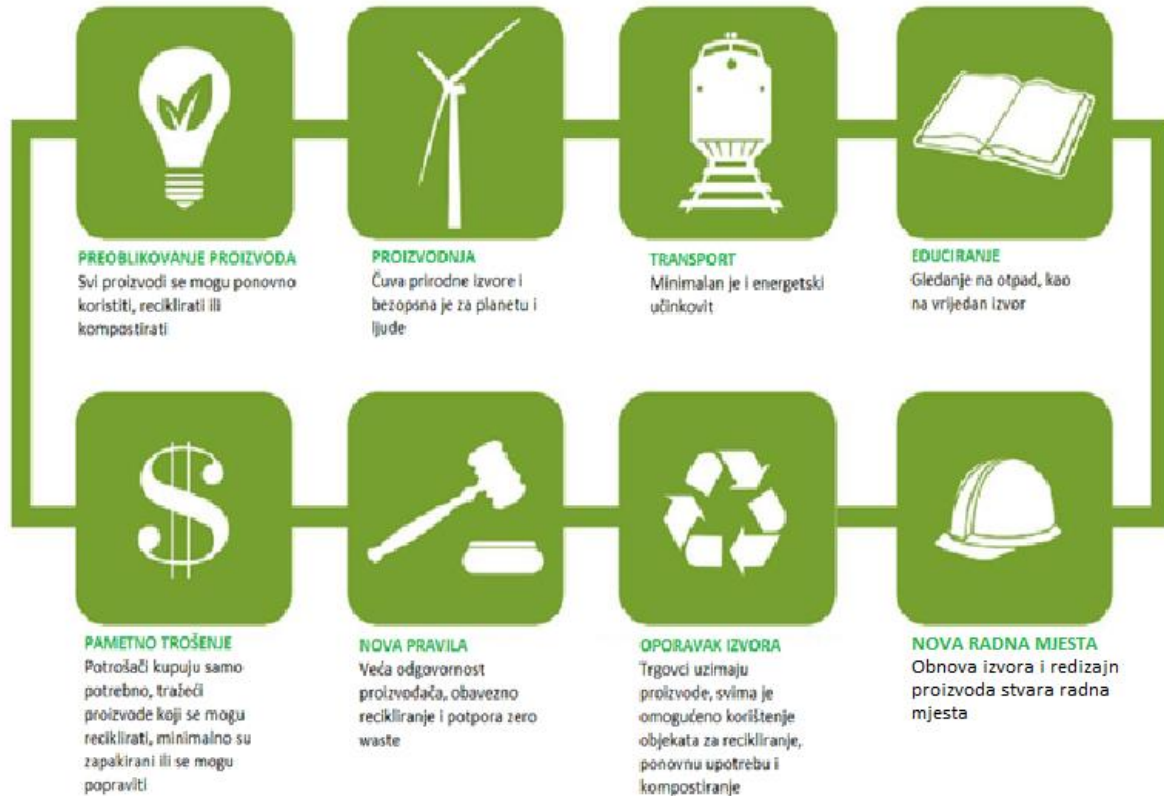 PREOBLIKOVANJE PROIZVODA
Svi proizvodi se mogu ponovno
koristiti, reciklirati ili
kompostirati
PROIZVODNJA
Čuva prirodne izvore i
bezopsna je za planetu i
ljude
TRANSPORT
Minimalan je i energetski
učinkovit
EDUCIRANJE
Gledanje na otpad, kao
na vrijedan izvor
PAMETNO TROŠENJE
Potrošači kupuju samo
potrebno, tražeći
proizvode koji se mogu
reciklirati, minimalno su
zapakirani ili se mogu
popraviti
NOVA PRAVILA
Veća odgovornost
proizvođača, obavezno
recikliranje i potpora zero
waste
OPORAVAK IZVORA
Trgovci uzimaju
proizvode, svima je
omogućeno korištenje
objekata za recikliranje,
ponovnu upotrebu i
kompostiranje
NOVA RADNA MJESTA
Obnova izvora i redizajn
proizvoda stvara radna
mjesta